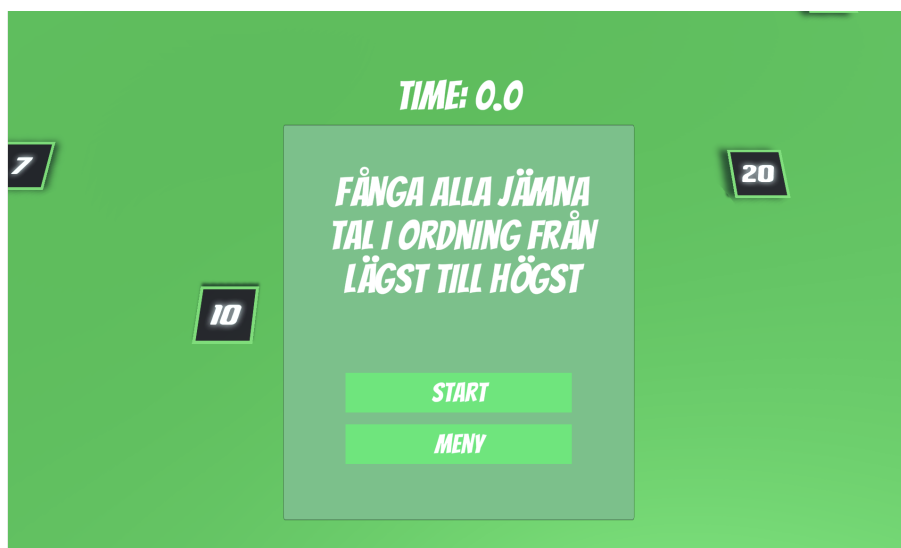 TIME: 0.0
7
20
FÅNGA ALLA JÄMNA
TAL I ORDNING FRÅN
LÄGST TILL HÖGST
10
START
MENY